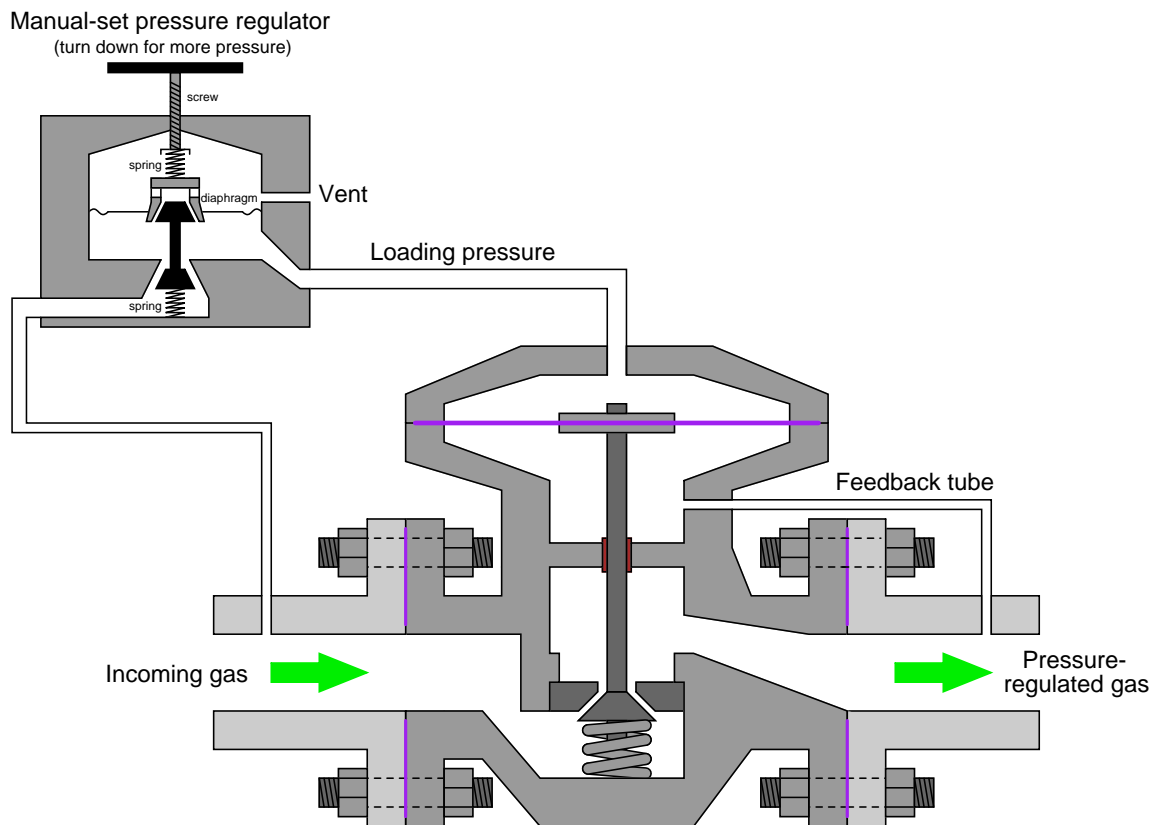 Manual-set pressure regulator
(turn down for more pressure)
screw
spring
diaphragm
Vent
Loading pressure
spring
Feedback tube
Incoming gas
Pressure-
regulated gas